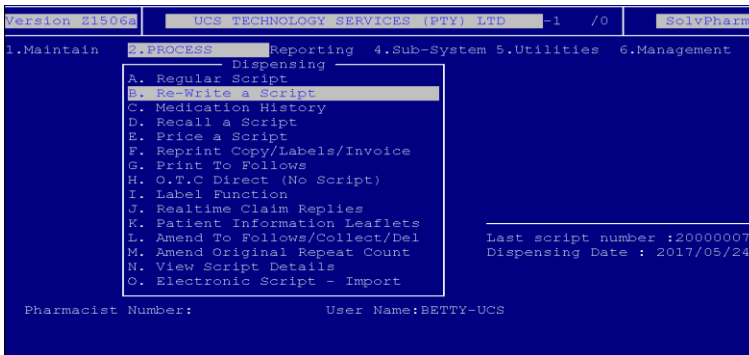 Version Z1506a UCS TECHNOLOGY SERVICES (PTY) LTD -1 /0 SolvPharm
1.Maintain 2.PROCESS Reporting 4.Sub-System 5.Utilities 6.Management
Dispensing
A. Regular Script
B. Re-Write a Script
C. Medication History
D. Recall a Script
E. Price a Script
F. Reprint Copy/Labels/Invoice
G. Print To Follows
H. O.T.C Direct (No Script)
I. Label Function
J. Realtime Claim Replies
K. Patient Information Leaflets
L. Amend To Follows/Collect/Del Last script number :20000007
M. Amend Original Repeat Count Dispensing Date : 2017/05/24
N. View Script Details
O. Electronic Script - Import
Pharmacist Number: User Name:BETTY-UCS